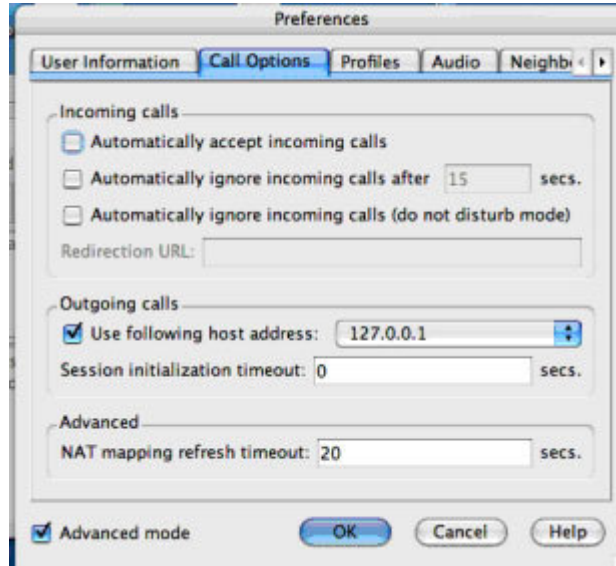 Preferences
User Information Call Options Profiles Audio Neighb
Incoming calls
Automatically accept incoming calls
Automatically ignore incoming calls after 15 secs.
Automatically ignore incoming calls (do not disturb mode)
Redirection URL:
Outgoing calls
Use following host address: 127.0.0.1
Session initialization timeout: 0 secs.
Advanced
NAT mapping refresh timeout: 20 secs.
Advanced mode OK Cancel Help